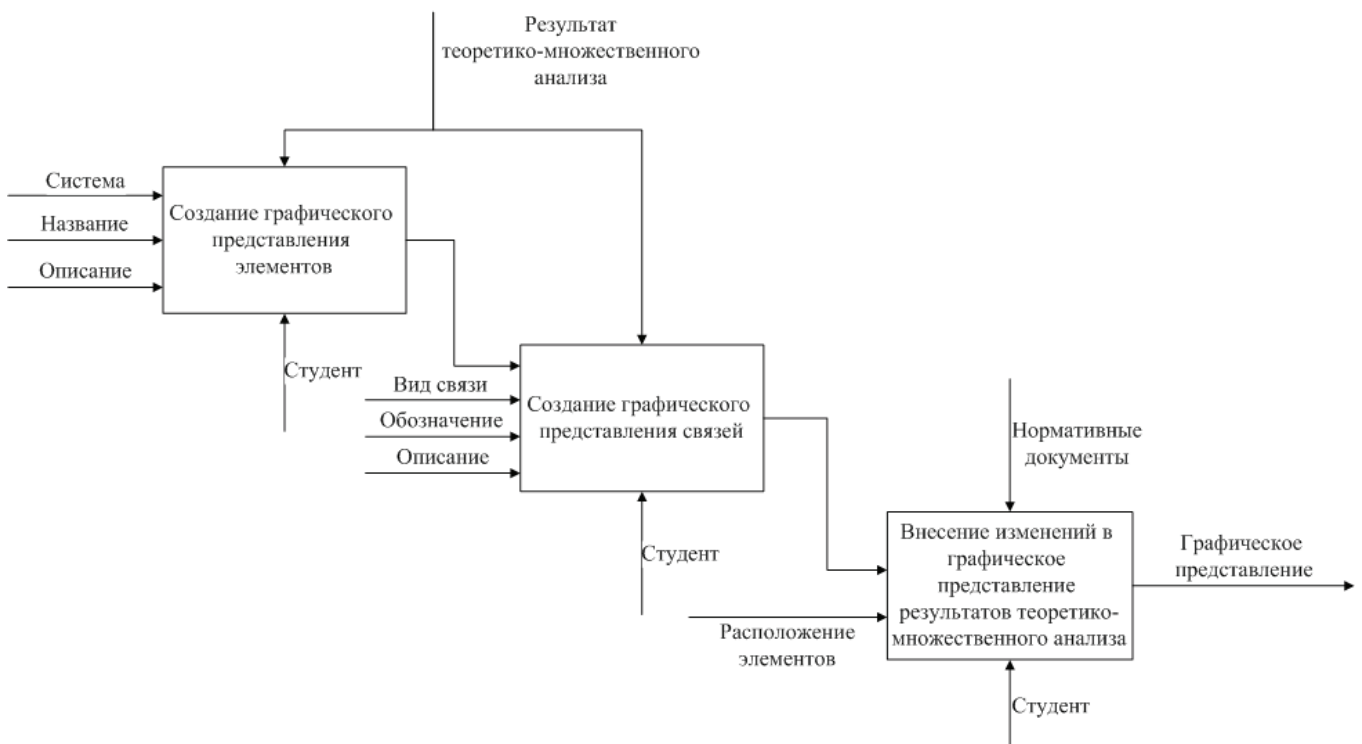 Результат
теоретико-множественного
анализа
Система
Название
Описание
Создание графического
представления
элементов
Студент
Вид связи
Обозначение
Описание
Создание графического
представления связей
Студент
Нормативные
документы
Расположение
элементов
Внесение изменений в
графическое
представление
результатов теоретико-
множественного анализа
Графическое
представление
Студент